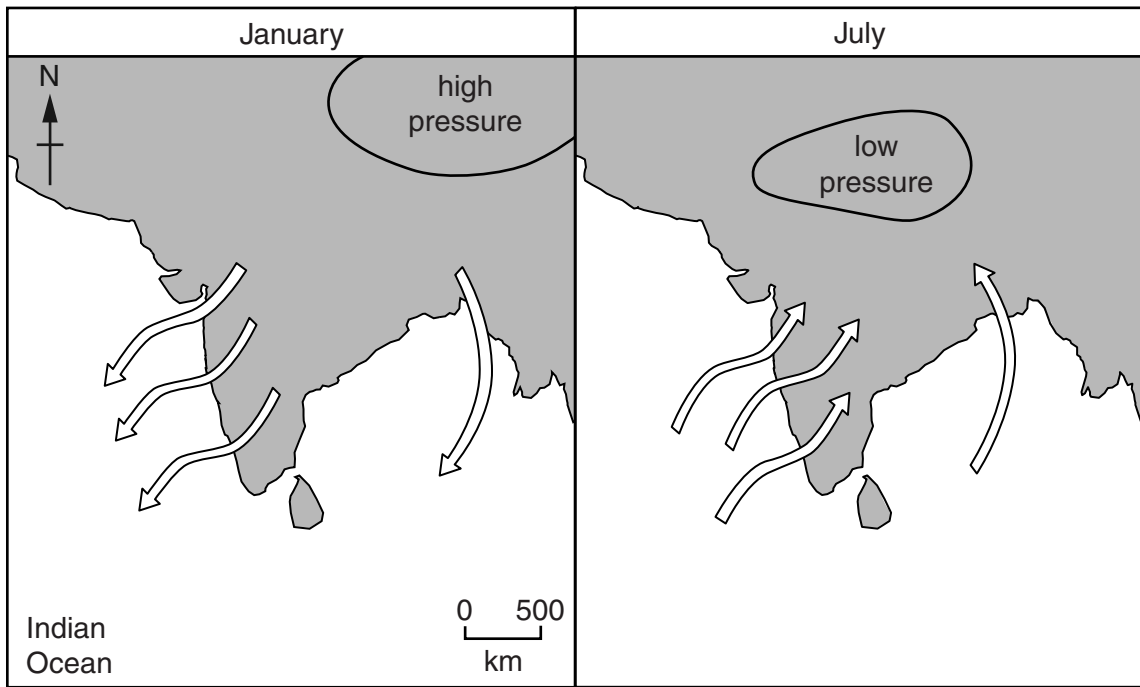 January
July
N
high
pressure
low
pressure
0 500
km
Indian
Ocean